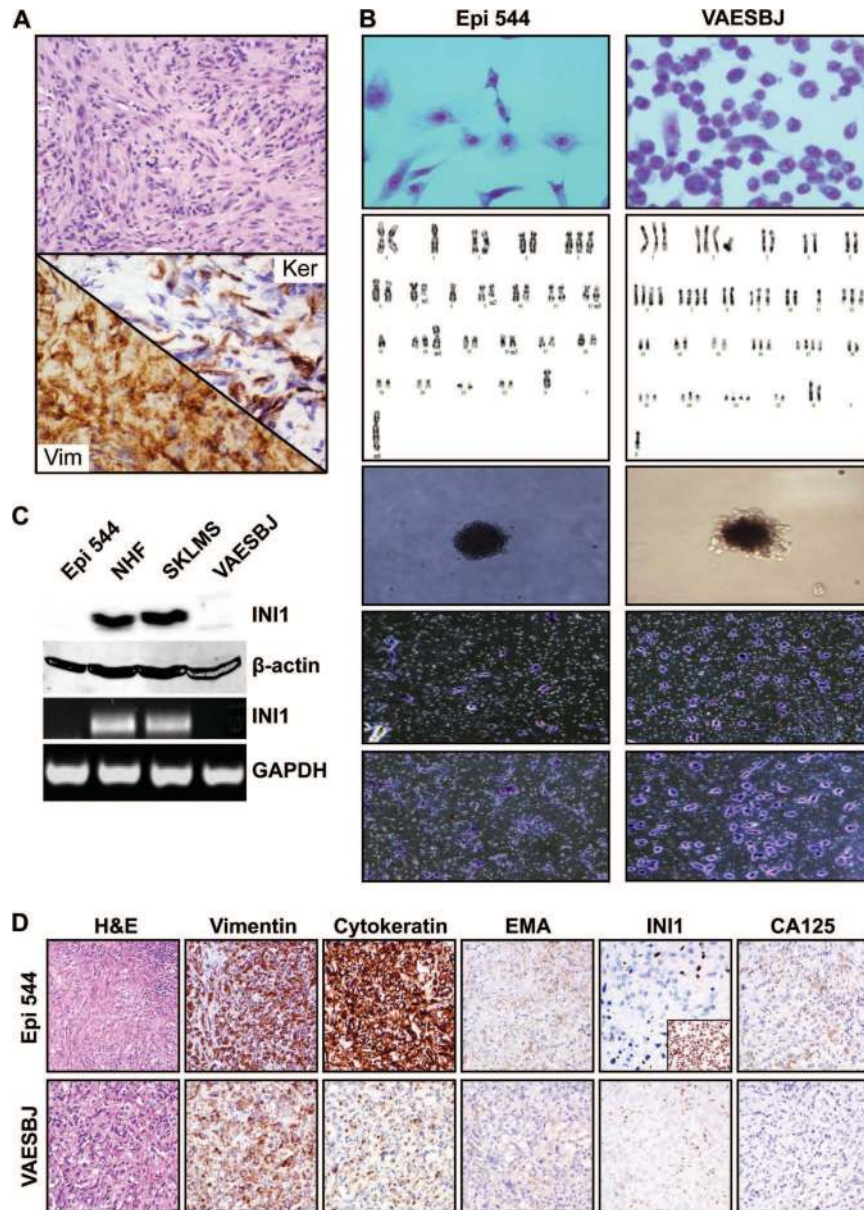 A
Ker
Vim
B
Epi 544
VAESBJ
C
Epi 544
NHF
SKLMS
VAESBJ
INI1
β-actin
INI1
GAPDH
D
H&E
Vimentin
Cytokeratin
EMA
INI1
CA125
Epi 544
VAESBJ